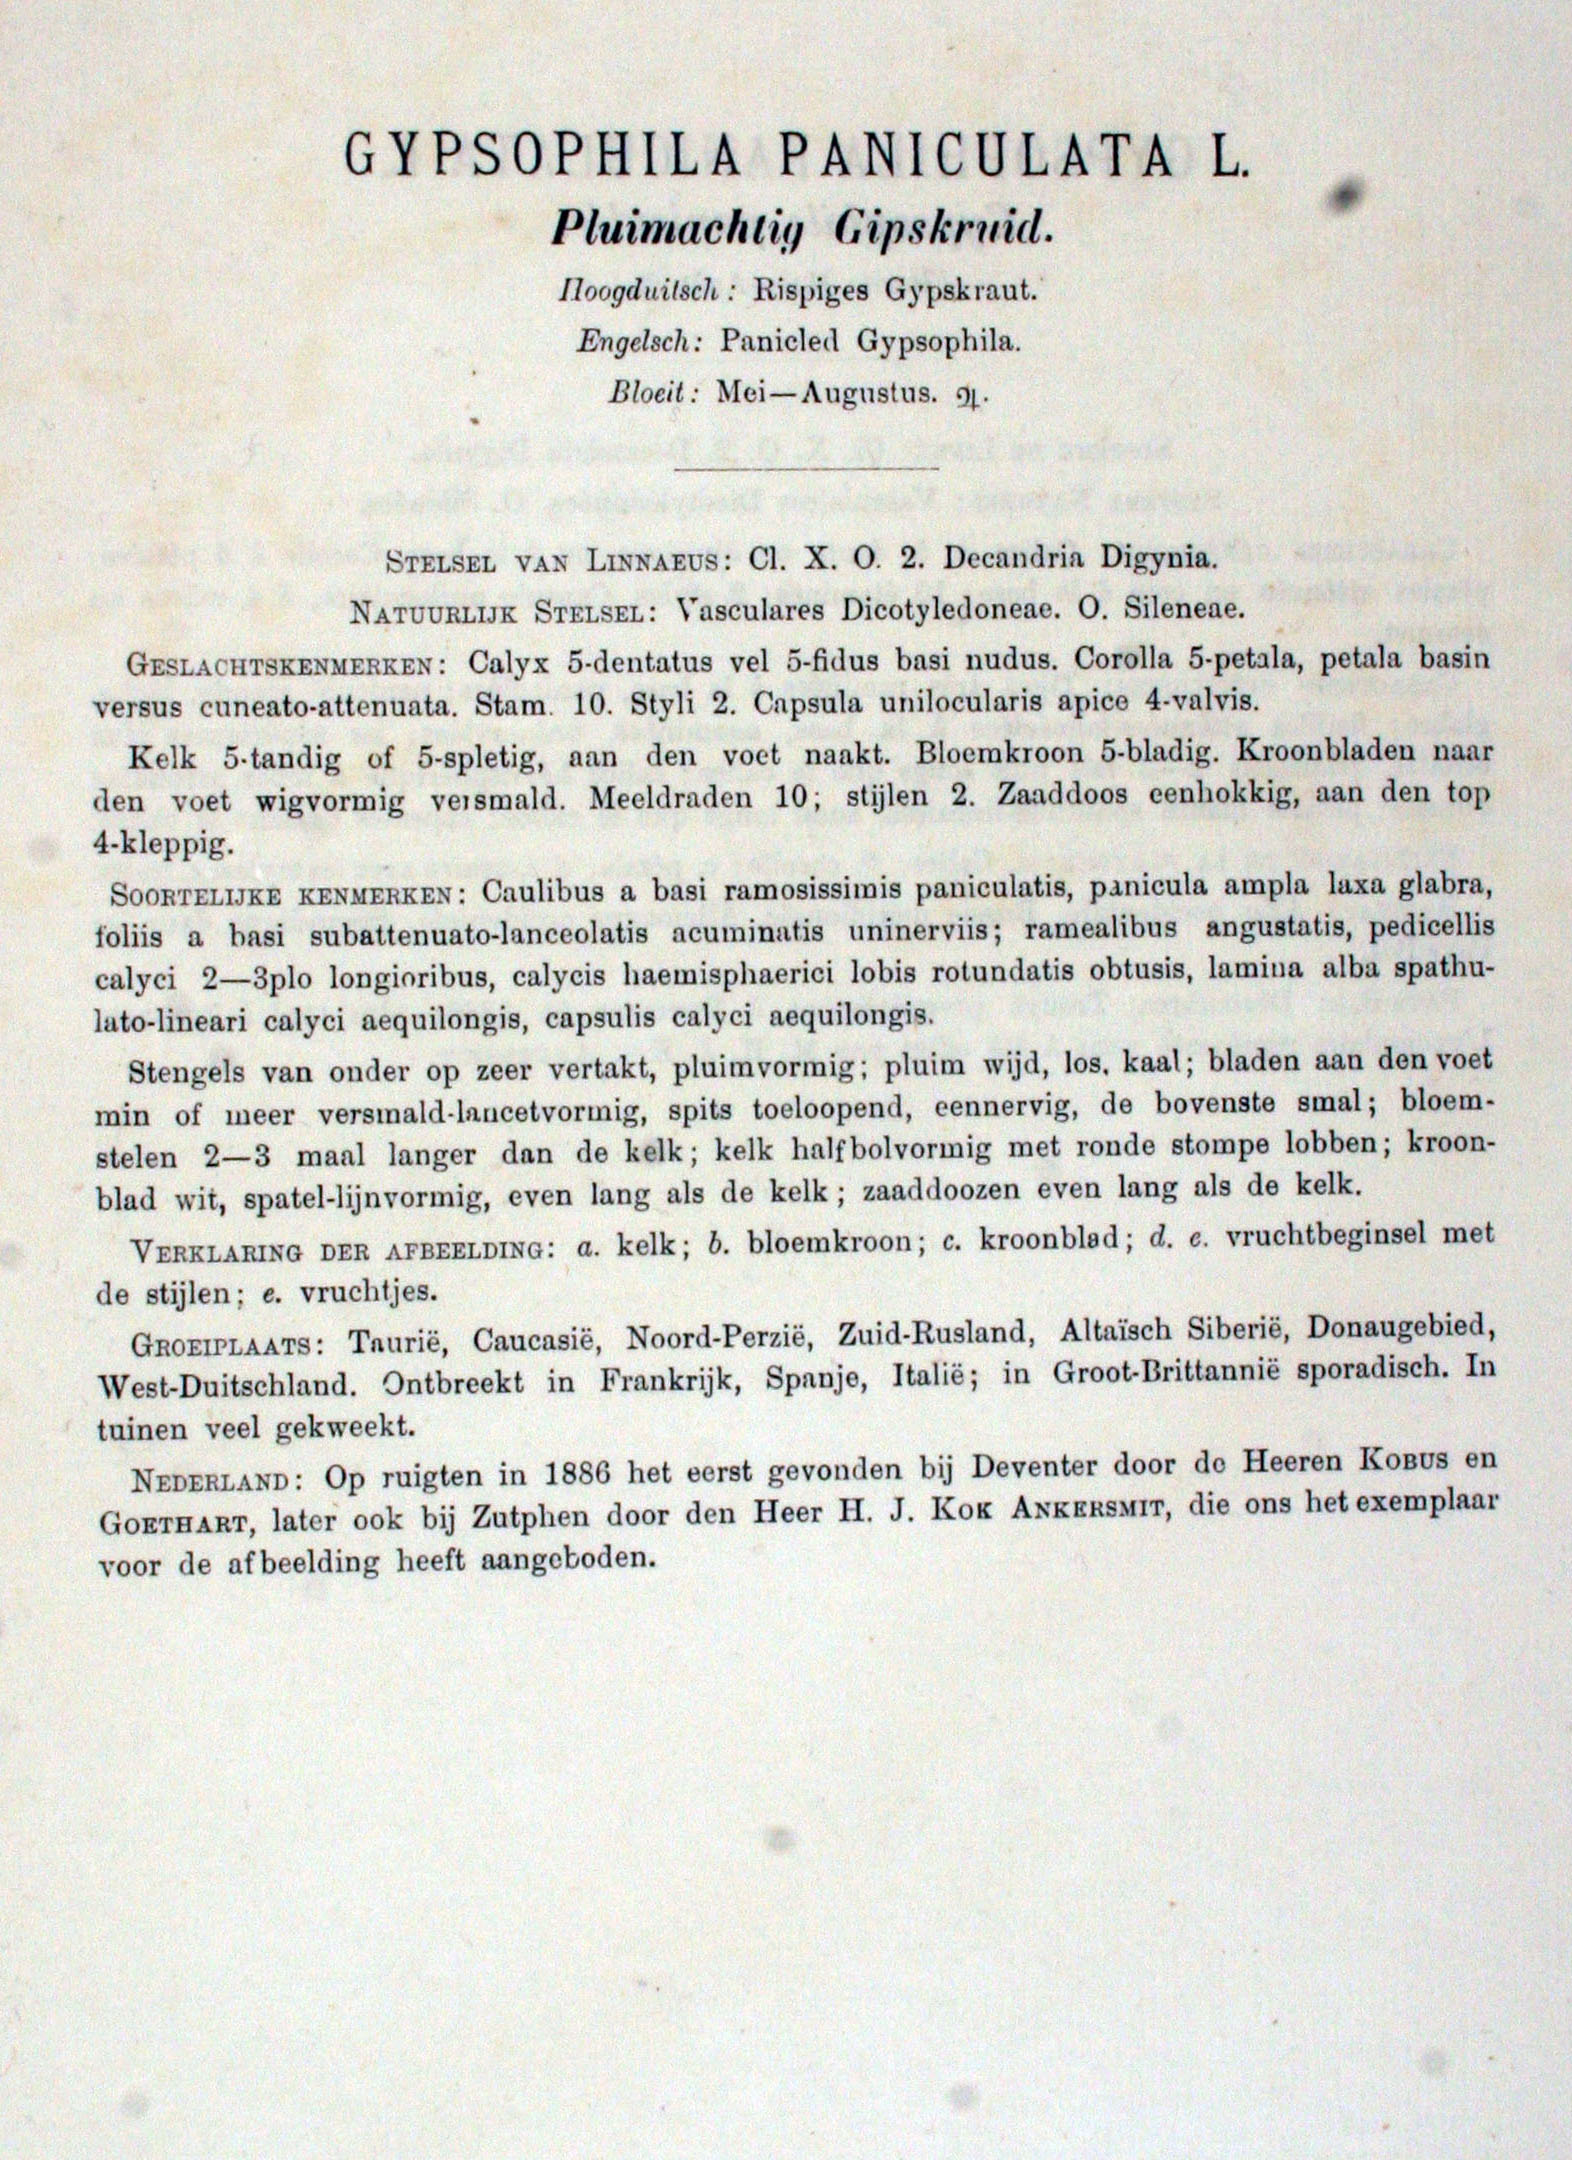 GYPSOPHILA PANICULATA L.
Pluimachtig Gipskruid.
Hoogduitsch: Rispiges Gypskraut.
Engelsch: Panicled Gypsophila.
Bloeit: Mei—Augustus. ♃.
STELSEL VAN LINNAEUS: Cl. X. O. 2. Decandria Digynia.
NATUURLIJK STELSEL: Vasculares Dicotyledoneae. O. Sileneae.
GESLACHTSKENMERKEN: Calyx 5-dentatus vel 5-fidus basi nudus. Corolla 5-petala, petala basin
versus cuneato-attenuata. Stam. 10. Styli 2. Capsula unilocularis apice 4-valvis.
Kelk 5-tandig of 5-spletig, aan den voet naakt. Bloemkroon 5-bladig. Kroonbladen naar
den voet wigvormig versmald. Meeldraden 10; stijlen 2. Zaaddoos eenhokkig, aan den top
4-kleppig.
SOORTELIJKE KENMERKEN: Caulibus a basi ramosissimis paniculatis, panicula ampla laxa glabra,
foliis a basi subattenuato-lanceolatis acuminatis uninerviis; ramealibus angustatis, pedicellis
calyci 2—3plo longioribus, calycis haemisphaerici lobis rotundatis obtusis, lamina alba spathu-
lato-lineari calyci aequilongis, capsulis calyci aequilongis.
Stengels van onder op zeer vertakt, pluimvormig; pluim wijd, los, kaal; bladen aan den voet
min of meer versmald-lancetvormig, spits toeloopend, eennervig, de bovenste smal; bloem-
stelen 2—3 maal langer dan de kelk; kelk halfbolvormig met ronde stompe lobben; kroon-
blad wit, spatel-lijnvormig, even lang als de kelk; zaaddoozen even lang als de kelk.
VERKLARING DER AFBEELDING: a. kelk; b. bloemkroon; c. kroonblad; d. e. vruchtbeginsel met
de stijlen; e. vruchtjes.
GROEIPLAATS: Taurië, Caucasië, Noord-Perzië, Zuid-Rusland, Altaïsch Siberië, Donaugebied,
West-Duitschland. Ontbreekt in Frankrijk, Spanje, Italië; in Groot-Brittannië sporadisch. In
tuinen veel gekweekt.
NEDERLAND: Op ruigten in 1886 het eerst gevonden bij Deventer door de Heeren KOBUS en
GOETHART, later ook bij Zutphen door den Heer H. J. KOK ANKERSMIT, die ons het exemplaar
voor de afbeelding heeft aangeboden.